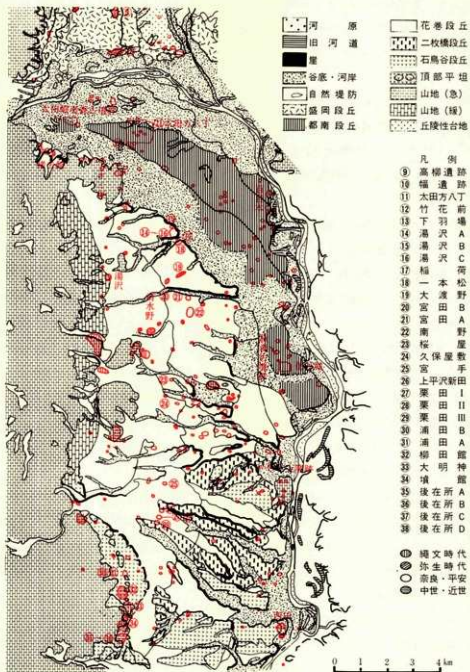 河原
旧河道
崖
谷底・河岸
自然堤防
盛岡段丘
都南段丘
花巻段丘
二枚橋段丘
石鳥谷段丘
頂部平坦
山地(急)
山地(緩)
丘陵性台地
凡例
⑨ 高柳遺跡
⑩ 幅遺跡
⑪ 太田方八丁
⑫ 竹花前
⑬ 下羽場
⑭ 湯沢A
⑮ 湯沢B
⑯ 湯沢C
⑰ 稲荷
⑱ 一本松
⑲ 大渡野
⑳ 宮田B
㉑ 宮田A
㉒ 南野
㉓ 桜屋
㉔ 久保屋敷
㉕ 宮手
㉖ 上平沢新田
㉗ 栗田I
㉘ 栗田II
㉙ 栗田III
㉚ 浦田B
㉛ 浦田A
㉜ 柳田館
㉝ 大明神
㉞ 墳館
㉟ 後在所A
㊱ 後在所B
㊲ 後在所C
㊳ 後在所D
縄文時代
弥生時代
奈良・平安
中世・近世
湯沢
0 1 2 3 4km